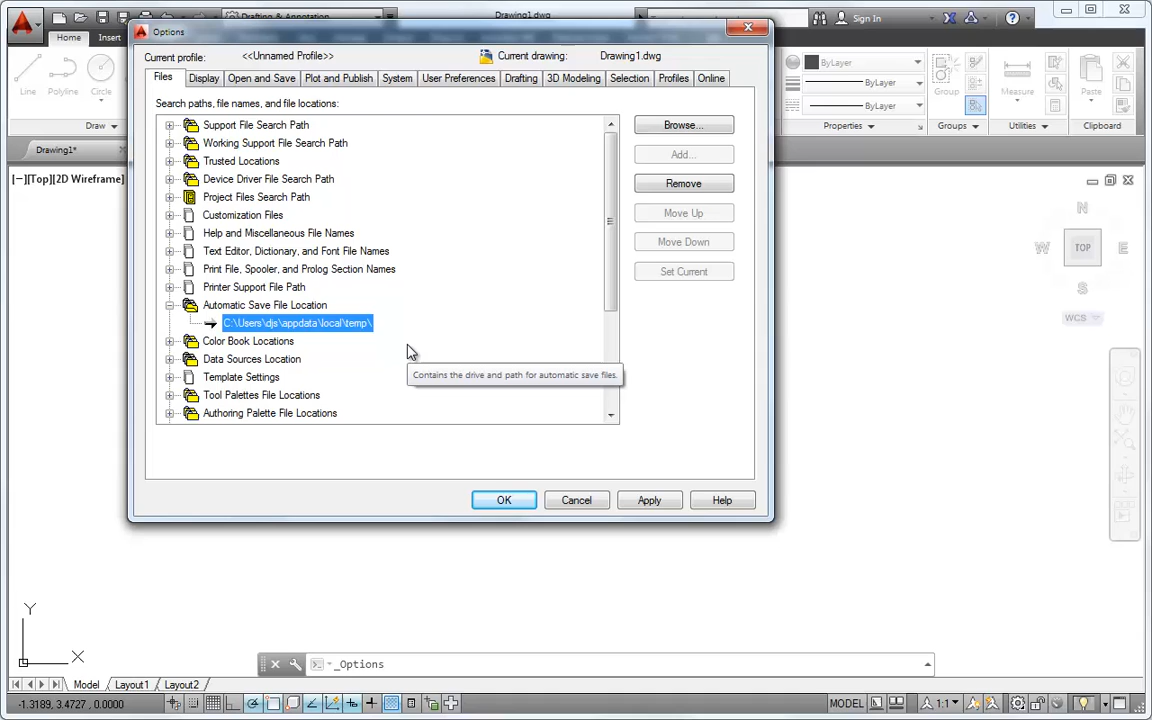 Drafting & Annotation
Drawing1.dwg
Sign In
Options
Home
Insert
Current profile:
<<Unnamed Profile>>
Current drawing:
Drawing1.dwg
Files
Display
Open and Save
Plot and Publish
System
User Preferences
Drafting
3D Modeling
Selection
Profiles
Online
Line
Polyline
Circle
Draw
Search paths, file names, and file locations:
Support File Search Path
Working Support File Search Path
Trusted Locations
Device Driver File Search Path
Project Files Search Path
Customization Files
Help and Miscellaneous File Names
Text Editor, Dictionary, and Font File Names
Print File, Spooler, and Prolog Section Names
Printer Support File Path
Automatic Save File Location
C:\Users\djs\appdata\local\temp\
Color Book Locations
Data Sources Location
Template Settings
Tool Palettes File Locations
Authoring Palette File Locations
Contains the drive and path for automatic save files.
Browse...
Add...
Remove
Move Up
Move Down
Set Current
OK
Cancel
Apply
Help
ByLayer
ByLayer
ByLayer
Properties
Group
Groups
Measure
Utilities
Paste
Clipboard
Drawing1*
[−][Top][2D Wireframe]
N
W
TOP
E
S
WCS
Y
X
_Options
Model
Layout1
Layout2
-1.3189, 3.4727, 0.0000
MODEL
1:1